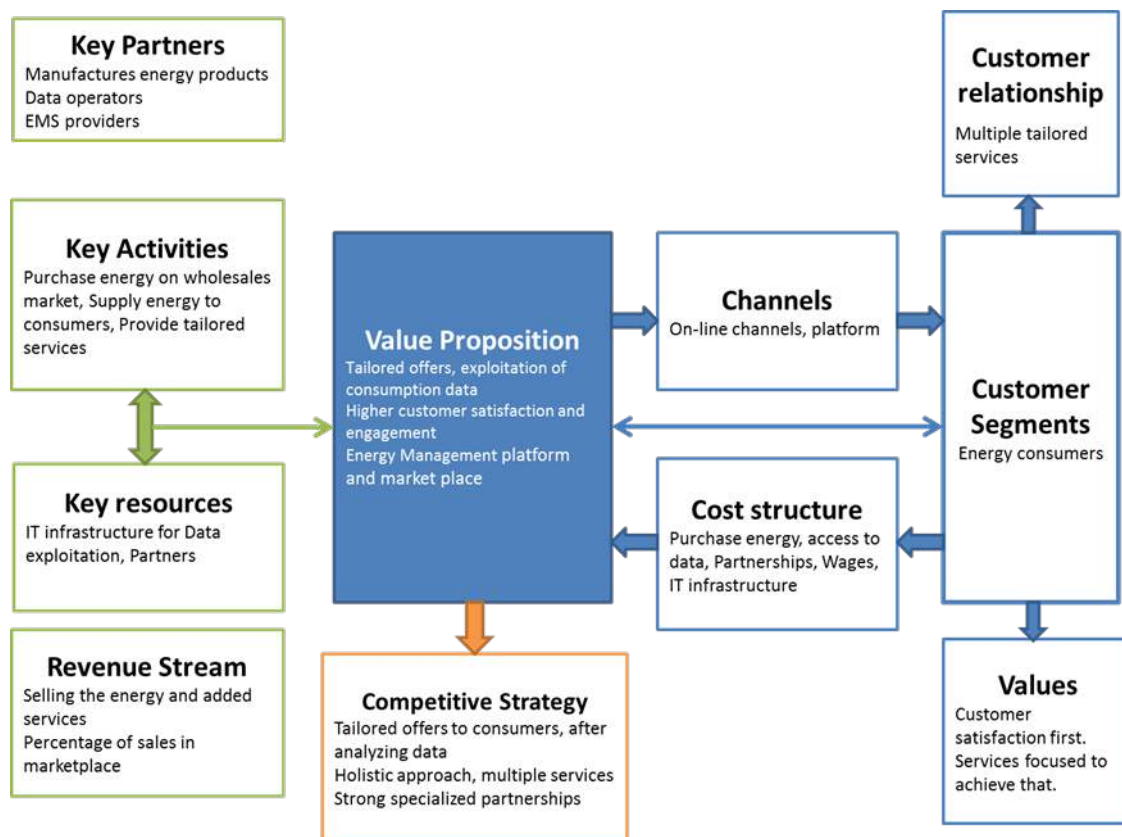 Key Partners
Manufactures energy products
Data operators
EMS providers
Key Activities
Purchase energy on wholesales
market, Supply energy to
consumers, Provide tailored
services
Key resources
IT infrastructure for Data
exploitation, Partners
Revenue Stream
Selling the energy and added
services
Percentage of sales in
marketplace
Value Proposition
Tailored offers, exploitation of
consumption data
Higher customer satisfaction and
engagement
Energy Management platform
and market place
Competitive Strategy
Tailored offers to consumers, after
analyzing data
Holistic approach, multiple services
Strong specialized partnerships
Channels
On-line channels, platform
Cost structure
Purchase energy, access to
data, Partnerships, Wages,
IT infrastructure
Customer
relationship
Multiple tailored
services
Customer
Segments
Energy consumers
Values
Customer
satisfaction first.
Services focused to
achieve that.